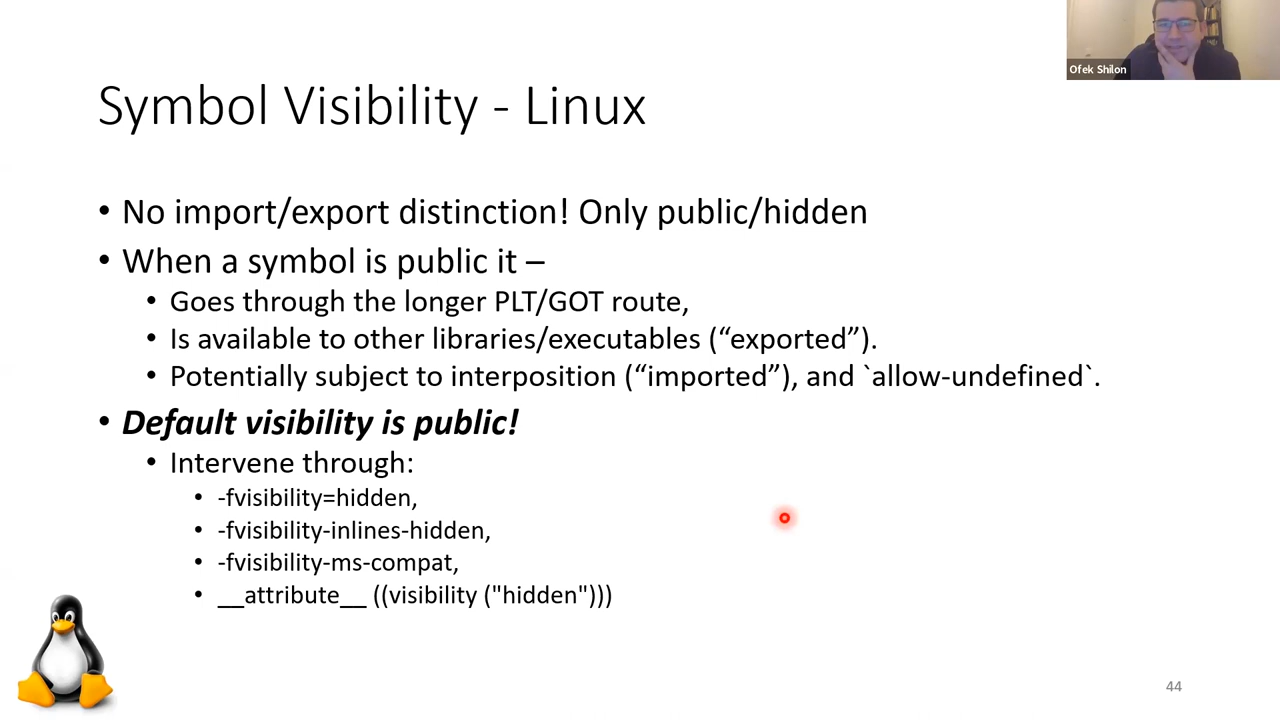 Ofek Shilon
Symbol Visibility - Linux
• No import/export distinction! Only public/hidden
• When a symbol is public it –
• Goes through the longer PLT/GOT route,
• Is available to other libraries/executables (“exported”).
• Potentially subject to interposition (“imported”), and `allow-undefined`.
• Default visibility is public!
• Intervene through:
• -fvisibility=hidden,
• -fvisibility-inlines-hidden,
• -fvisibility-ms-compat,
• __attribute__ ((visibility ("hidden")))
44